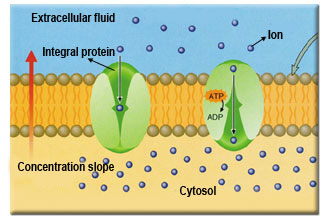 Extracellular fluid
Ion
Integral protein
ATP
ADP
Concentration slope
Cytosol